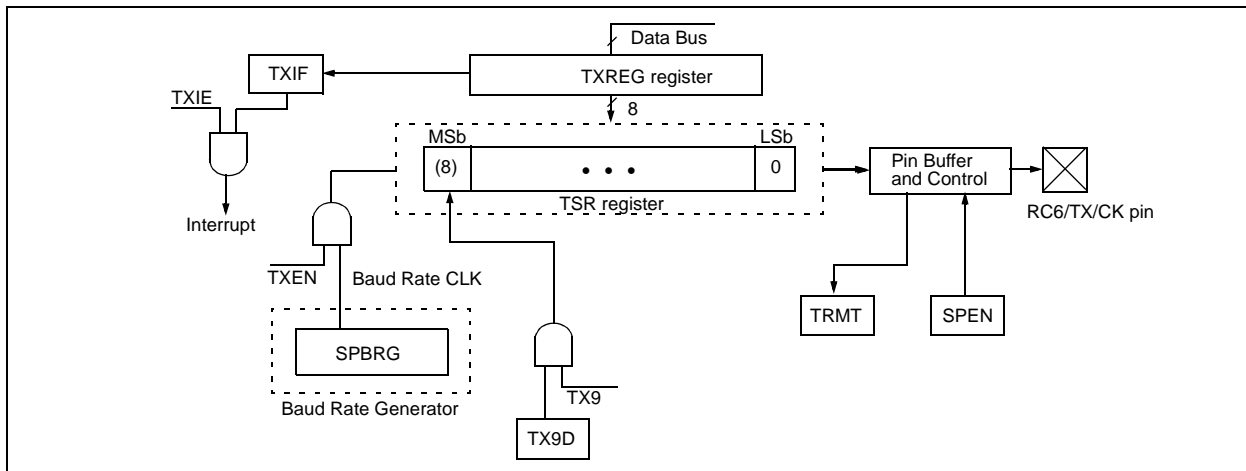 Data Bus
TXIF
TXREG register
TXIE
8
MSb
LSb
(8)
• • •
0
Pin Buffer
and Control
TSR register
Interrupt
RC6/TX/CK pin
TXEN
Baud Rate CLK
TRMT
SPEN
SPBRG
TX9
Baud Rate Generator
TX9D